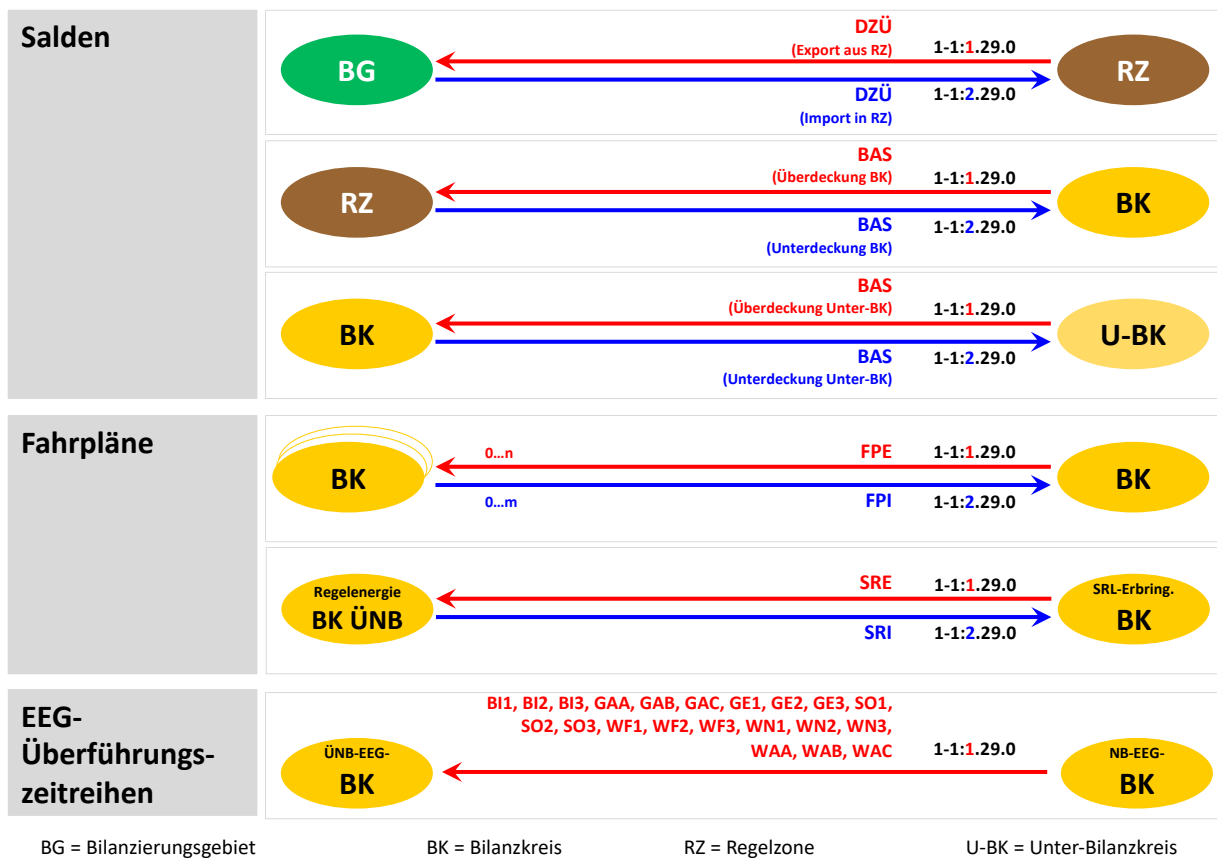 Salden
BG
DZÜ
(Export aus RZ)
1-1:1.29.0
DZÜ
(Import in RZ)
1-1:2.29.0
RZ
RZ
BAS
(Überdeckung BK)
1-1:1.29.0
BAS
(Unterdeckung BK)
1-1:2.29.0
BK
BK
BAS
(Überdeckung Unter-BK)
1-1:1.29.0
BAS
(Unterdeckung Unter-BK)
1-1:2.29.0
U-BK
Fahrpläne
BK
0...n
FPE
1-1:1.29.0
0...m
FPI
1-1:2.29.0
BK
Regelenergie
BK ÜNB
SRE
1-1:1.29.0
SRI
1-1:2.29.0
SRL-Erbring.
BK
EEG-
Überführungs-
zeitreihen
ÜNB-EEG-
BK
BI1, BI2, BI3, GAA, GAB, GAC, GE1, GE2, GE3, SO1,
SO2, SO3, WF1, WF2, WF3, WN1, WN2, WN3,
WAA, WAB, WAC
1-1:1.29.0
NB-EEG-
BK
BG = Bilanzierungsgebiet
BK = Bilanzkreis
RZ = Regelzone
U-BK = Unter-Bilanzkreis